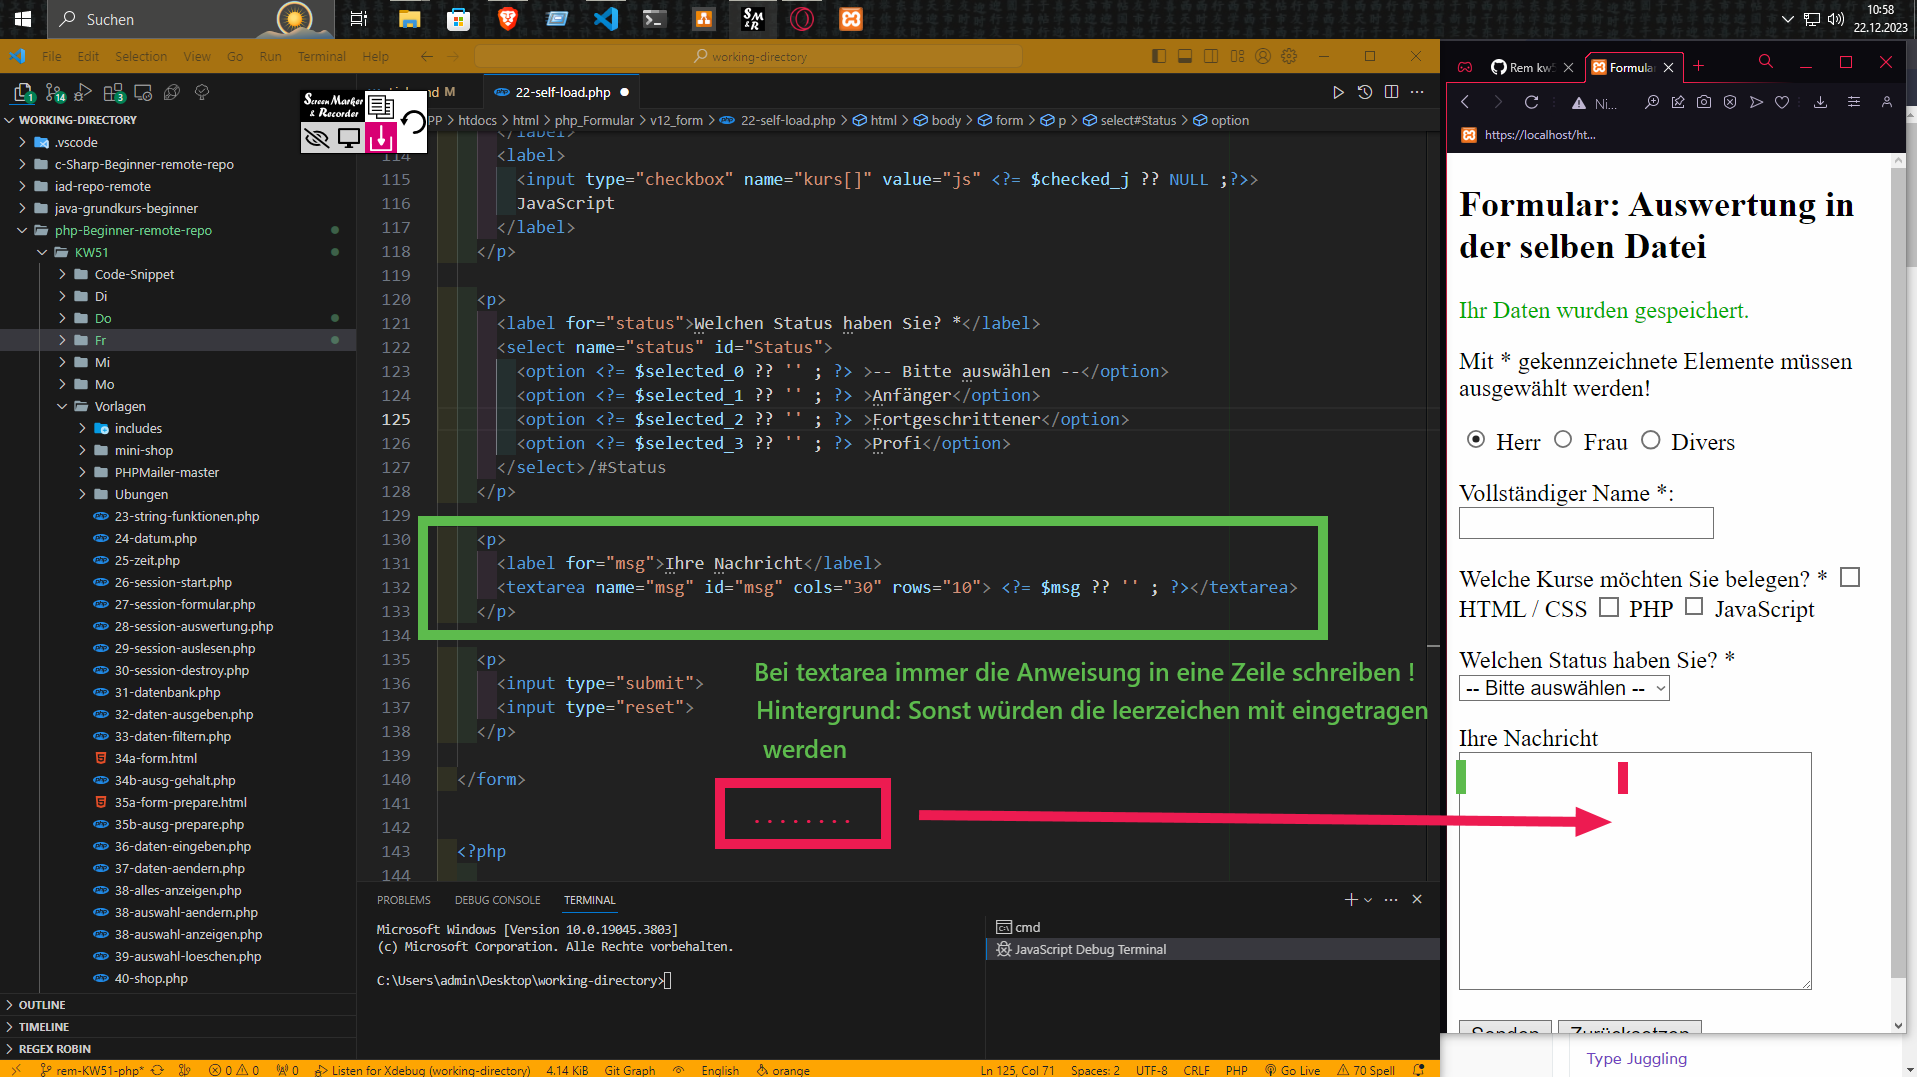 Suchen
10:58
22.12.2023
File Edit Selection View Go Run Terminal Help
working-directory
1 14 3
M
22-self-load.php
Screen Marker
& Recorder
WORKING-DIRECTORY
htdocs > html > php_Formular > v12_form > 22-self-load.php > html > body > form > p > select#Status > option
.vscode
c-Sharp-Beginner-remote-repo
iad-repo-remote
java-grundkurs-beginner
php-Beginner-remote-repo
KW51
Code-Snippet
Di
Do
Fr
Mi
Mo
Vorlagen
includes
mini-shop
PHPMailer-master
Ubungen
23-string-funktionen.php
24-datum.php
25-zeit.php
26-session-start.php
27-session-formular.php
28-session-auswertung.php
29-session-auslesen.php
30-session-destroy.php
31-datenbank.php
32-daten-ausgeben.php
33-daten-filtern.php
34a-form.html
34b-ausg-gehalt.php
35a-form-prepare.html
35b-ausg-prepare.php
36-daten-eingeben.php
37-daten-aendern.php
38-alles-anzeigen.php
38-auswahl-aendern.php
38-auswahl-anzeigen.php
39-auswahl-loeschen.php
40-shop.php
OUTLINE
TIMELINE
REGEX ROBIN
114 <label>
115 <input type="checkbox" name="kurs[]" value="js" <?= $checked_j ?? NULL ;?>>
116 JavaScript
117 </label>
118 </p>
119
120 <p>
121 <label for="status">Welchen Status haben Sie? *</label>
122 <select name="status" id="Status">
123 <option <?= $selected_0 ?? '' ; ?> >-- Bitte auswählen --</option>
124 <option <?= $selected_1 ?? '' ; ?> >Anfänger</option>
125 <option <?= $selected_2 ?? '' ; ?> >Fortgeschrittener</option>
126 <option <?= $selected_3 ?? '' ; ?> >Profi</option>
127 </select>/#Status
128 </p>
129
130 <p>
131 <label for="msg">Ihre Nachricht</label>
132 <textarea name="msg" id="msg" cols="30" rows="10"> <?= $msg ?? '' ; ?></textarea>
133 </p>
134
135 <p>
136 <input type="submit">
137 <input type="reset">
138 </p>
139
140 </form>
141
142
143 <?php
144
Bei textarea immer die Anweisung in eine Zeile schreiben !
Hintergrund: Sonst würden die leerzeichen mit eingetragen
werden
. . . . . . . .
PROBLEMS DEBUG CONSOLE TERMINAL
Microsoft Windows [Version 10.0.19045.3803]
(c) Microsoft Corporation. Alle Rechte vorbehalten.
C:\Users\admin\Desktop\working-directory>
cmd
JavaScript Debug Terminal
rem-KW51-php* 0 0 0 Listen for Xdebug (working-directory) 4.14 KiB Git Graph English orange Ln 125, Col 71 Spaces: 2 UTF-8 CRLF PHP Go Live 70 Spell
Rem kw5
Formular
Ni...
https://localhost/ht...
Formular: Auswertung in
der selben Datei
Ihr Daten wurden gespeichert.
Mit * gekennzeichnete Elemente müssen
ausgewählt werden!
Herr Frau Divers
Vollständiger Name *:
Welche Kurse möchten Sie belegen? *
HTML / CSS PHP JavaScript
Welchen Status haben Sie? *
-- Bitte auswählen --
Ihre Nachricht
Senden Zurücksetzen
Type Juggling